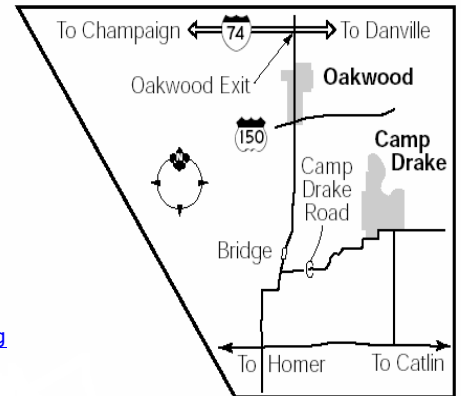 To Champaign 74 To Danville
Oakwood Exit
Oakwood
150
Camp
Drake
Camp
Drake
Road
Bridge
g
To Homer To Catlin